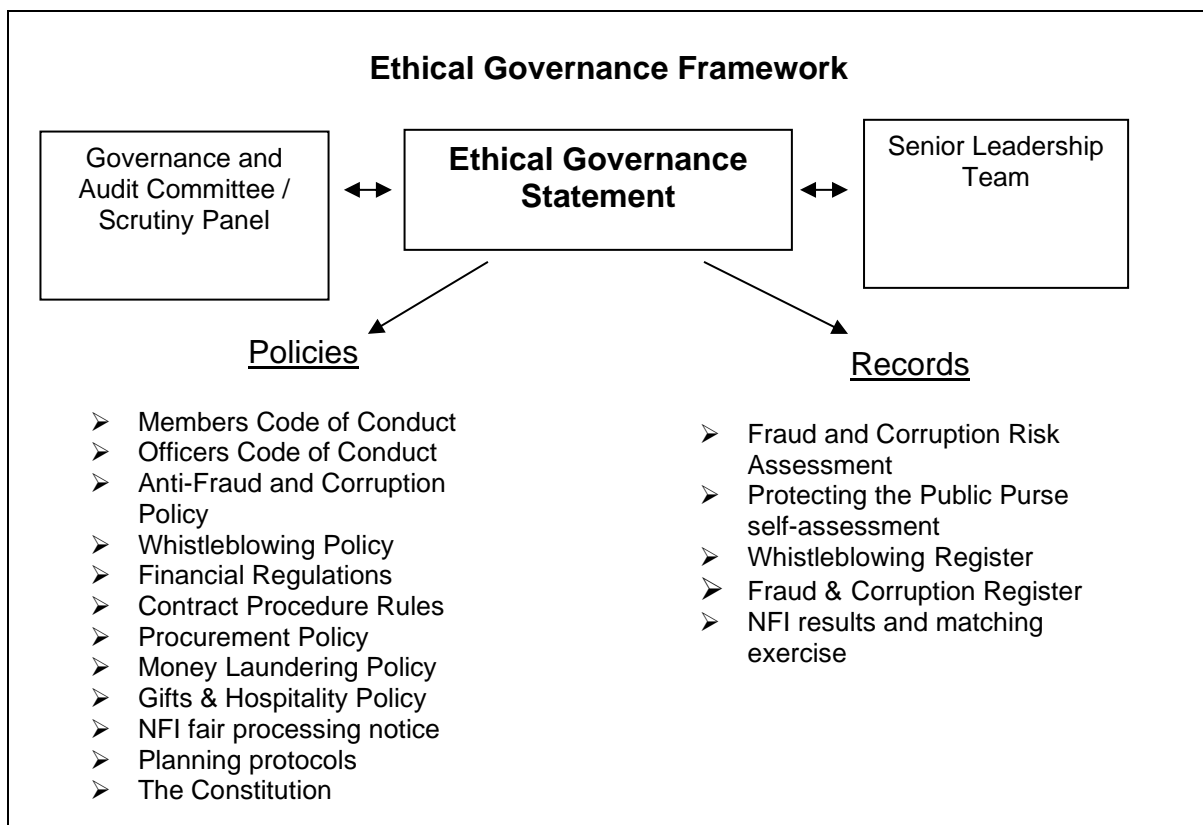 Ethical Governance Framework
Governance and
Audit Committee /
Scrutiny Panel
Ethical Governance
Statement
Senior Leadership
Team
Policies
➢ Members Code of Conduct
➢ Officers Code of Conduct
➢ Anti-Fraud and Corruption
Policy
➢ Whistleblowing Policy
➢ Financial Regulations
➢ Contract Procedure Rules
➢ Procurement Policy
➢ Money Laundering Policy
➢ Gifts & Hospitality Policy
➢ NFI fair processing notice
➢ Planning protocols
➢ The Constitution
Records
➢ Fraud and Corruption Risk
Assessment
➢ Protecting the Public Purse
self-assessment
➢ Whistleblowing Register
➢ Fraud & Corruption Register
➢ NFI results and matching
exercise